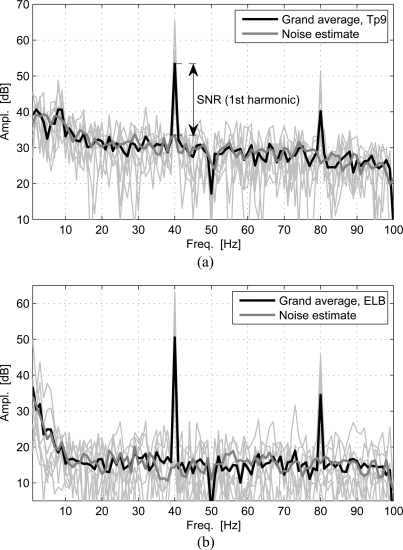 70
60
50
40
30
20
10
Ampl. [dB]
Grand average, Tp9
Noise estimate
SNR (1st harmonic)
10 20 30 40 50 60 70 80 90 100
Freq. [Hz]
(a)
60
50
40
30
20
10
Ampl. [dB]
Grand average, ELB
Noise estimate
10 20 30 40 50 60 70 80 90 100
Freq. [Hz]
(b)